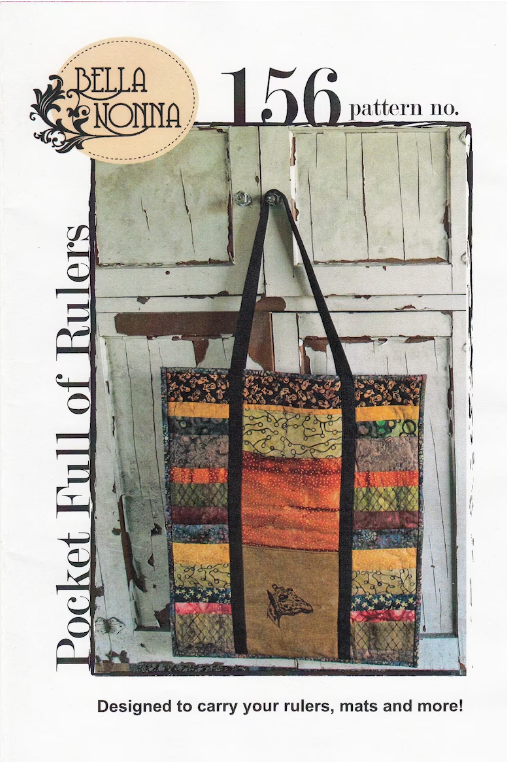 BELLA
NONNA
156 pattern no.
Pocket Full of Rulers
Designed to carry your rulers, mats and more!